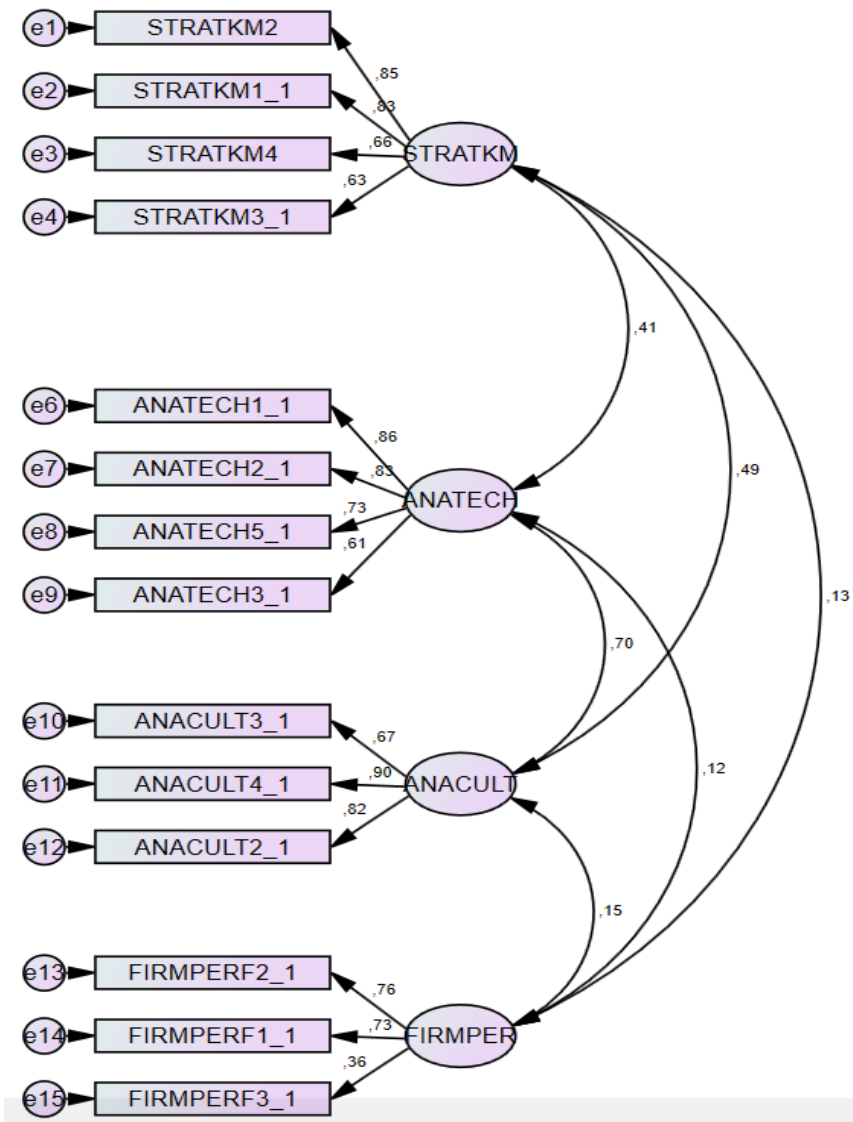 e1 STRATKM2
,85
e2 STRATKM1_1
,83
e3 STRATKM4
,66
STRATKM
,63
e4 STRATKM3_1
,41
e6 ANATECH1_1
,86
e7 ANATECH2_1
,83
,49
ANATECH
,73
e8 ANATECH5_1
,61
e9 ANATECH3_1
,13
,70
e10 ANACULT3_1
,67
,12
,90
e11 ANACULT4_1
ANACULT
,82
e12 ANACULT2_1
,15
e13 FIRMPERF2_1
,76
,73
e14 FIRMPERF1_1
FIRMPER
,36
e15 FIRMPERF3_1